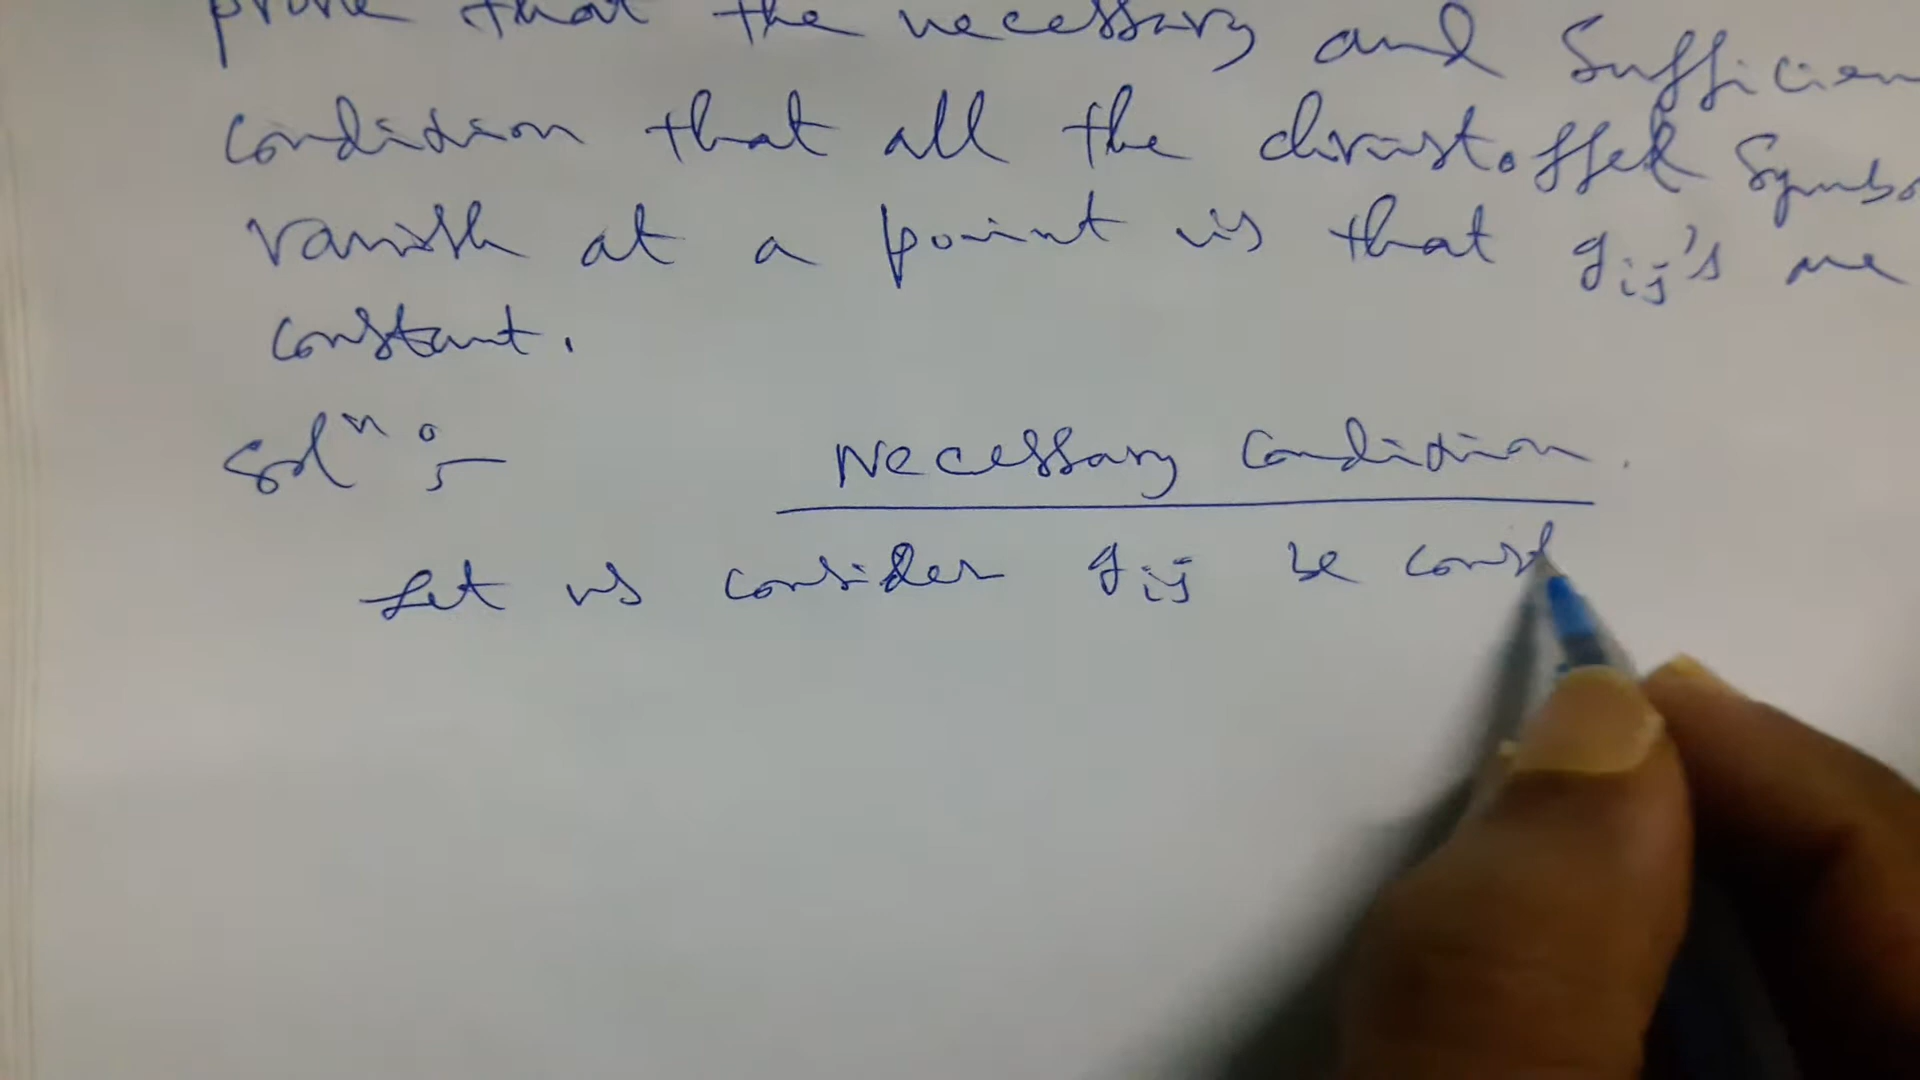 prove that the necessary and Sufficien
condition that all the christoffel Symbo
vanish at a point is that gij's are
constant.
Solⁿ :-
Necessary Condition.
Let us consider gij be const